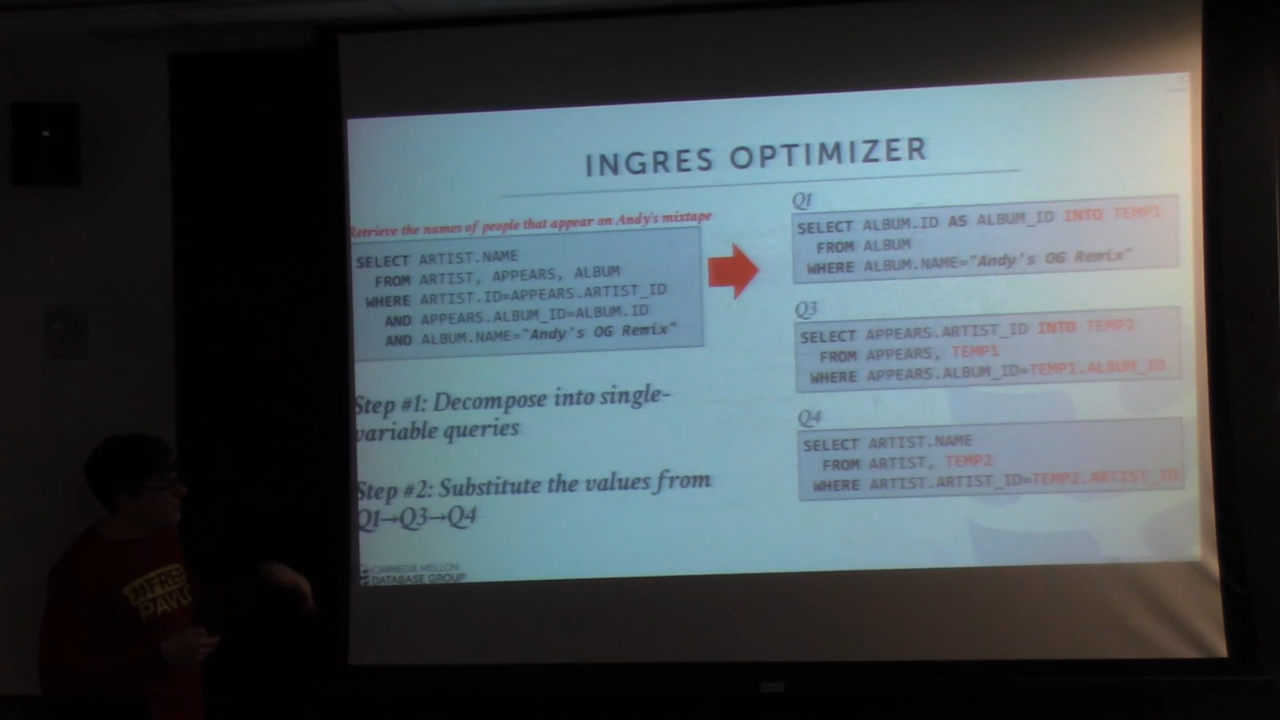 INGRES OPTIMIZER
Retrieve the names of people that appear on Andy's mixtape
SELECT ARTIST.NAME
FROM ARTIST, APPEARS, ALBUM
WHERE ARTIST.ID=APPEARS.ARTIST_ID
AND APPEARS.ALBUM_ID=ALBUM.ID
AND ALBUM.NAME="Andy's OG Remix"
Step #1: Decompose into single-
variable queries
Step #2: Substitute the values from
Q1→Q3→Q4
Q1
SELECT ALBUM.ID AS ALBUM_ID INTO TEMP1
FROM ALBUM
WHERE ALBUM.NAME="Andy's OG Remix"
Q3
SELECT APPEARS.ARTIST_ID INTO TEMP2
FROM APPEARS, TEMP1
WHERE APPEARS.ALBUM_ID=TEMP1.ALBUM_ID
Q4
SELECT ARTIST.NAME
FROM ARTIST, TEMP2
WHERE ARTIST.ARTIST_ID=TEMP2.ARTIST_ID
CARNEGIE MELLON
DATABASE GROUP
#FREE
PAVLO